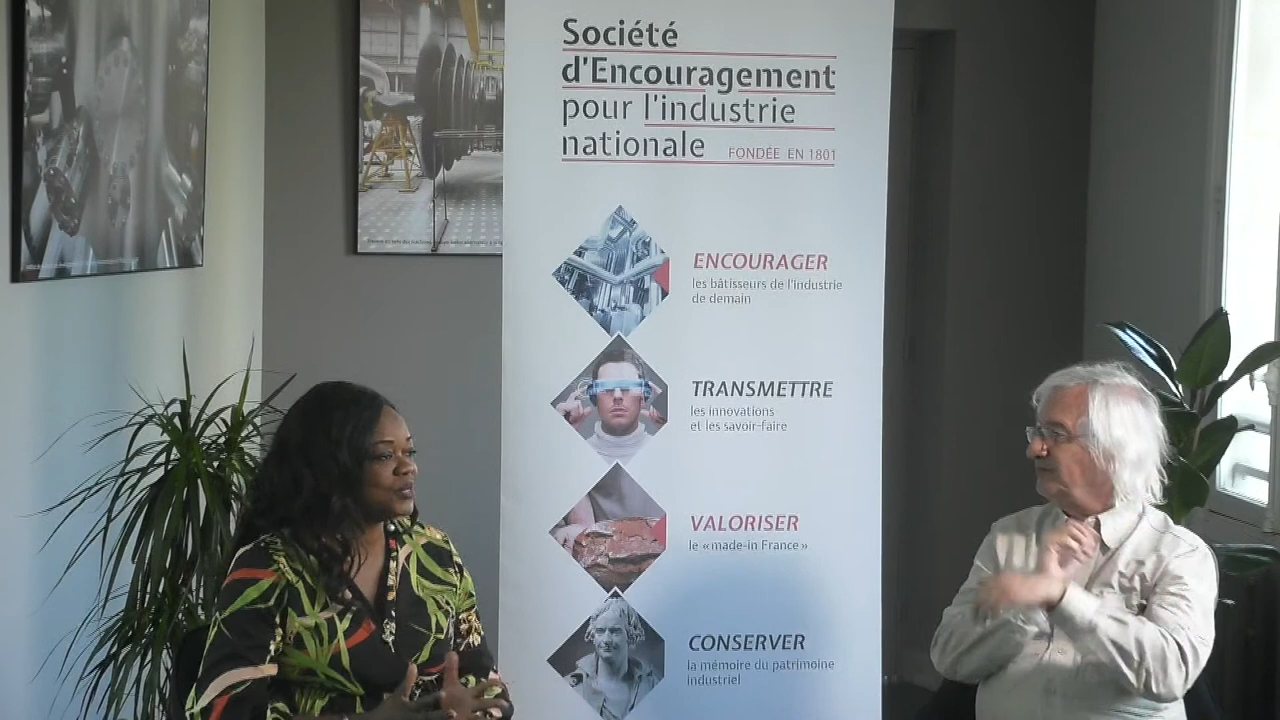 Société
d'Encouragement
pour l'industrie
nationale FONDÉE EN 1801
ENCOURAGER
les bâtisseurs de l'industrie
de demain
TRANSMETTRE
les innovations
et les savoir-faire
VALORISER
le « made-in France »
CONSERVER
la mémoire du patrimoine
industriel